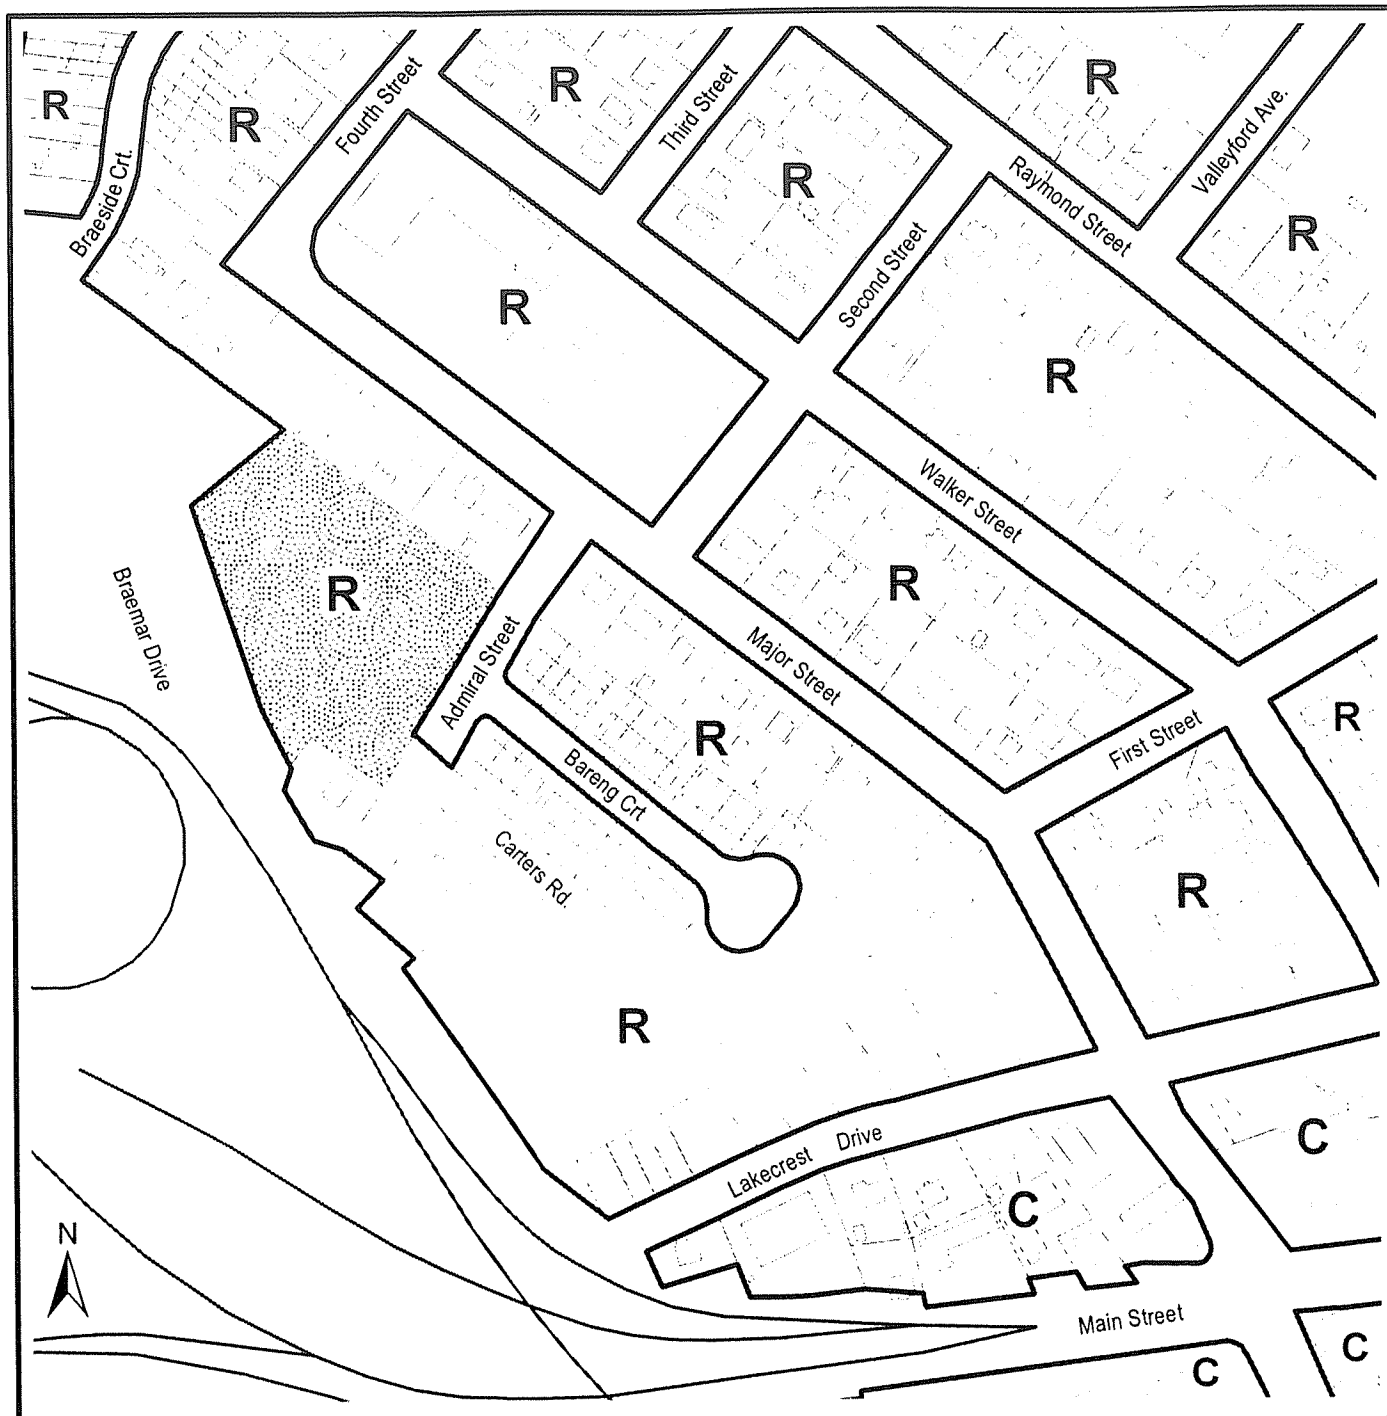 R
R
R
R
R
R
Braeside Crt.
Fourth Street
Third Street
Second Street
Raymond Street
Valleyford Ave.
R
R
Walker Street
R
R
Braemar Drive
Admiral Street
Major Street
R
R
First Street
Bareng Crt
Carters Rd.
R
R
Lakecrest Drive
C
C
N
Main Street
C
C